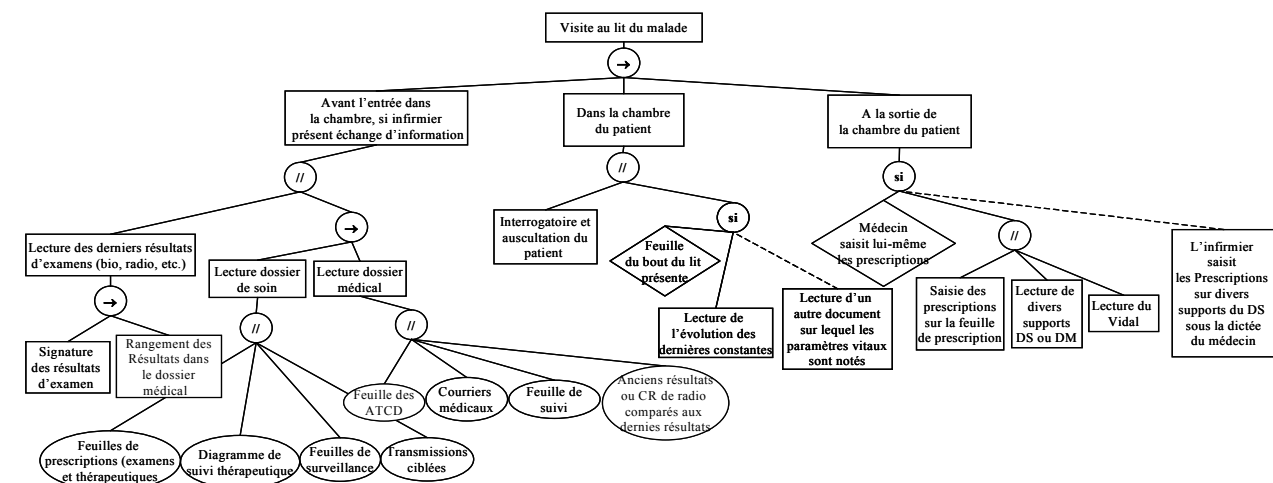 Visite au lit du malade
→
Avant l'entrée dans
la chambre, si infirmier
présent échange d'information
Dans la chambre
du patient
A la sortie de
la chambre du patient
//
//
si
→
Lecture des derniers résultats
d'examens (bio, radio, etc.)
Lecture dossier
de soin
Lecture dossier
médical
Interrogatoire et
auscultation du
patient
si
Feuille
du bout du lit
présente
Médecin
saisit lui-même
les prescriptions
//
L'infirmier
saisit
les Prescriptions
sur divers
supports du DS
sous la dictée
du médecin
→
//
//
Signature
des résultats
d'examen
Rangement des
Résultats dans
le dossier
médical
Lecture de
l'évolution des
dernières constantes
Lecture d'un
autre document
sur lequel les
paramètres vitaux
sont notés
Saisie des
prescriptions
sur la feuille
de prescription
Lecture de
divers
supports
DS ou DM
Lecture du
Vidal
Feuille des
ATCD
Courriers
médicaux
Feuille de
suivi
Anciens résultats
ou CR de radio
comparés aux
dernies résultats
Feuilles de
prescriptions (examens
et thérapeutiques
Diagramme de
suivi thérapeutique
Feuilles de
surveillance
Transmissions
ciblées